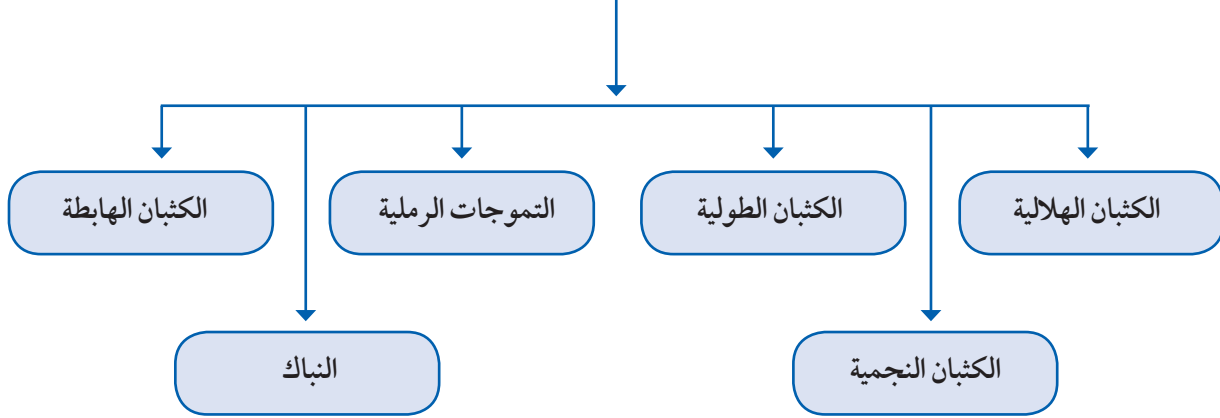 الكثبان الهلالية
الكثبان الطولية
التموجات الرملية
الكثبان الهابطة
الكثبان النجمية
النباك